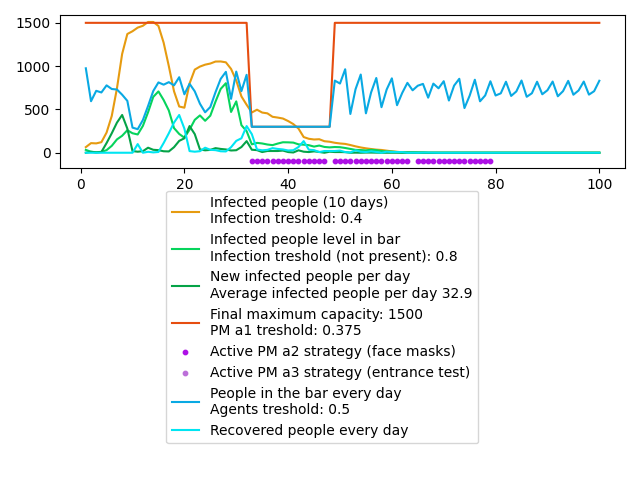 1500
1000
500
0
0
20
40
60
80
100
Infected people (10 days)
Infection treshold: 0.4
Infected people level in bar
Infection treshold (not present): 0.8
New infected people per day
Average infected people per day 32.9
Final maximum capacity: 1500
PM a1 treshold: 0.375
Active PM a2 strategy (face masks)
Active PM a3 strategy (entrance test)
People in the bar every day
Agents treshold: 0.5
Recovered people every day